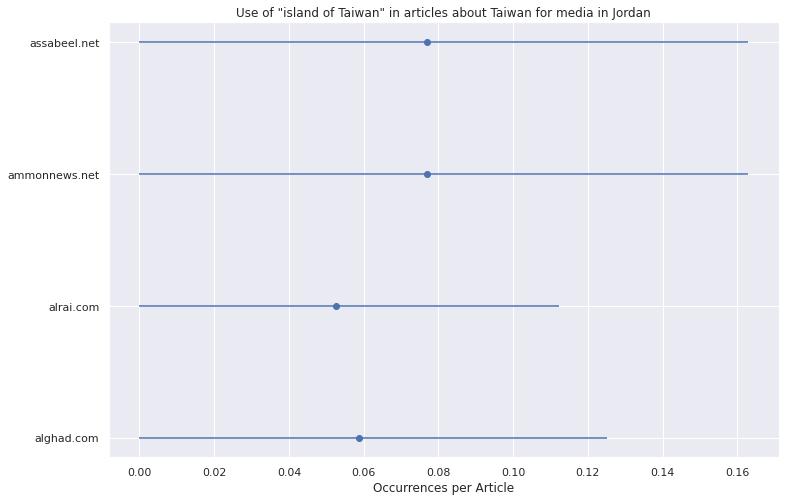 Use of "island of Taiwan" in articles about Taiwan for media in Jordan
assabeel.net
ammonnews.net
alrai.com
alghad.com
0.00 0.02 0.04 0.06 0.08 0.10 0.12 0.14 0.16
Occurrences per Article